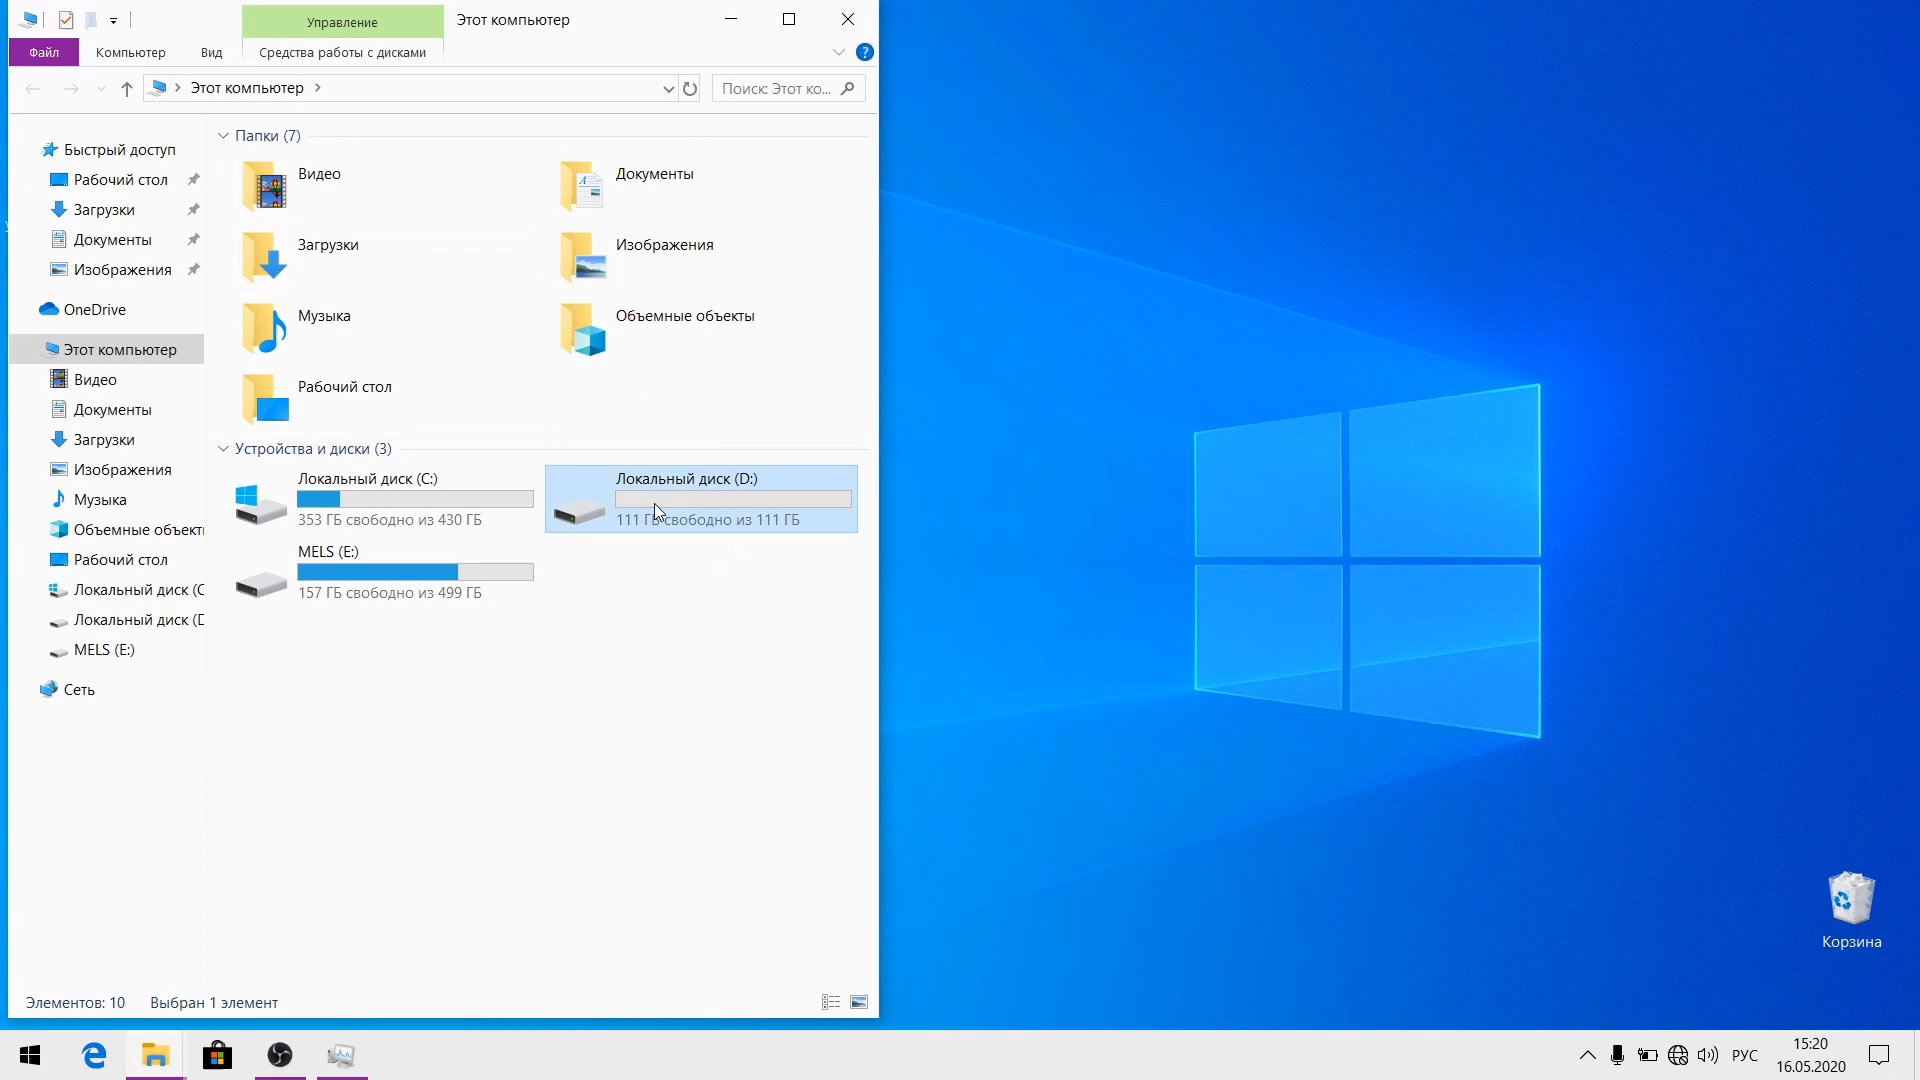 Управление
Этот компьютер
Файл
Компьютер
Вид
Средства работы с дисками
?
Этот компьютер
Поиск: Этот ко...
Быстрый доступ
Рабочий стол
Загрузки
Документы
Изображения
OneDrive
Этот компьютер
Видео
Документы
Загрузки
Изображения
Музыка
Объемные объекты
Рабочий стол
Локальный диск (C
Локальный диск (D
MELS (E:)
Сеть
Папки (7)
Видео
Документы
Загрузки
Изображения
Музыка
Объемные объекты
Рабочий стол
Устройства и диски (3)
Локальный диск (C:)
353 ГБ свободно из 430 ГБ
Локальный диск (D:)
111 ГБ свободно из 111 ГБ
MELS (E:)
157 ГБ свободно из 499 ГБ
Элементов: 10
Выбран 1 элемент
Корзина
РУС
15:20
16.05.2020